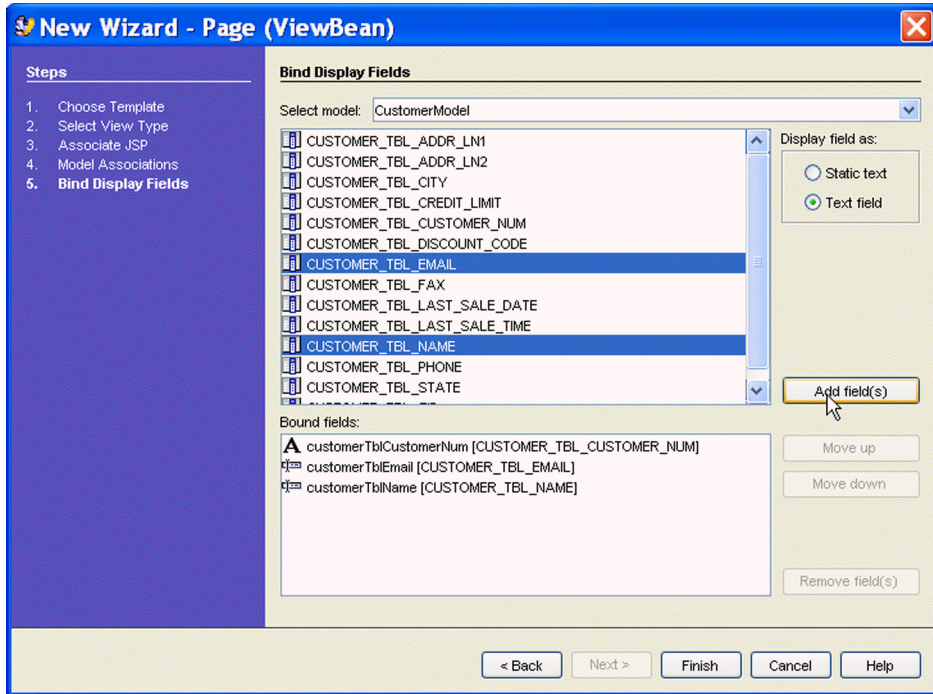 New Wizard - Page (ViewBean)
Steps
1. Choose Template
2. Select View Type
3. Associate JSP
4. Model Associations
5. Bind Display Fields
Bind Display Fields
Select model: CustomerModel
CUSTOMER_TBL_ADDR_LN1
CUSTOMER_TBL_ADDR_LN2
CUSTOMER_TBL_CITY
CUSTOMER_TBL_CREDIT_LIMIT
CUSTOMER_TBL_CUSTOMER_NUM
CUSTOMER_TBL_DISCOUNT_CODE
CUSTOMER_TBL_EMAIL
CUSTOMER_TBL_FAX
CUSTOMER_TBL_LAST_SALE_DATE
CUSTOMER_TBL_LAST_SALE_TIME
CUSTOMER_TBL_NAME
CUSTOMER_TBL_PHONE
CUSTOMER_TBL_STATE
Display field as:
Static text
Text field
Add field(s)
Bound fields:
A customerTblCustomerNum [CUSTOMER_TBL_CUSTOMER_NUM]
customerTblEmail [CUSTOMER_TBL_EMAIL]
customerTblName [CUSTOMER_TBL_NAME]
Move up
Move down
Remove field(s)
< Back
Next >
Finish
Cancel
Help